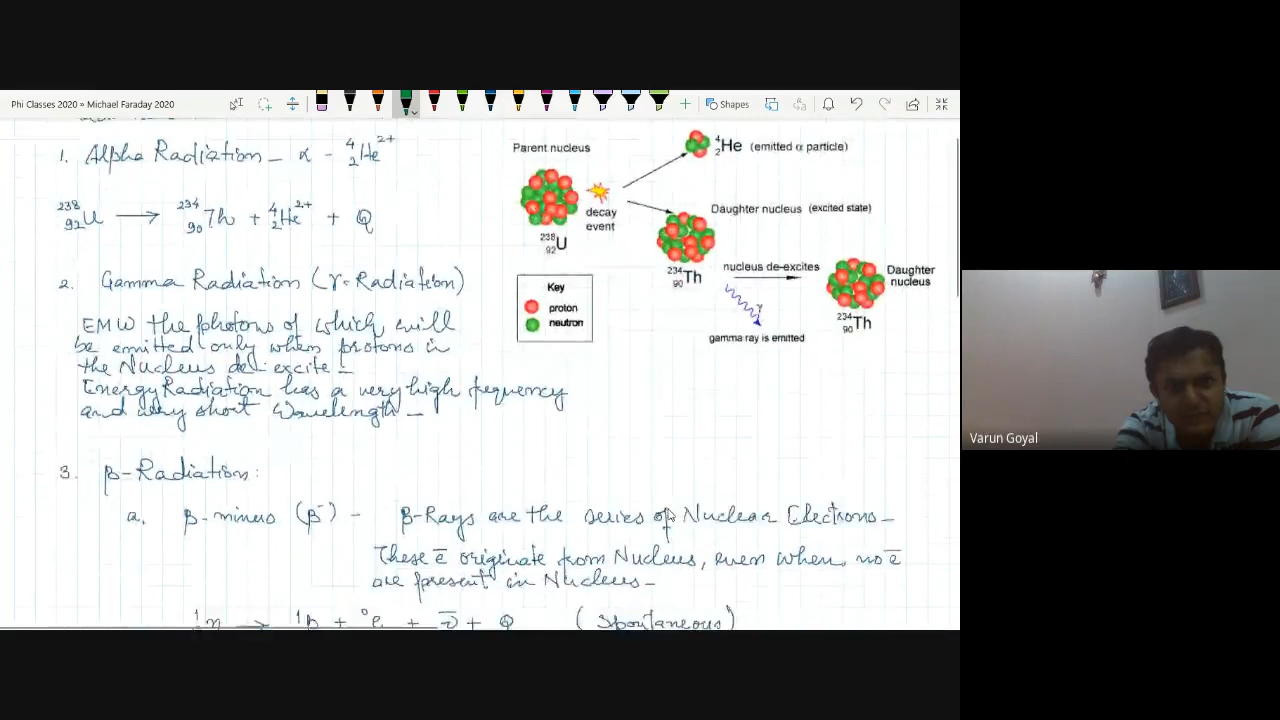 Phi Classes 2020 » Michael Faraday 2020
Shapes
1. Alpha Radiation – α - ⁴₂He²⁺
²³⁸₉₂U ⟶ ²³⁴₉₀Th + ⁴₂He²⁺ + Q
Parent nucleus
⁴₂He (emitted α particle)
decay
event
Daughter nucleus (excited state)
²³⁸₉₂U
²³⁴₉₀Th
nucleus de-excites
Daughter
nucleus
γ
²³⁴₉₀Th
gamma ray is emitted
Key
proton
neutron
2. Gamma Radiation (γ-Radiation)
EMW the photons of which will
be emitted only when protons in
the Nucleus de-excite –
Energy Radiation has a very high fequency
and very short Wavelength –
3. β-Radiation:
a. β-minus (β⁻) – β-Rays are the series of Nuclear Electrons –
These e̅ originate from Nucleus, even when no e̅
are present in Nucleus –
¹n ⟶ ¹p + ⁰e + ν̅ + Q (Spontaneous)
Varun Goyal